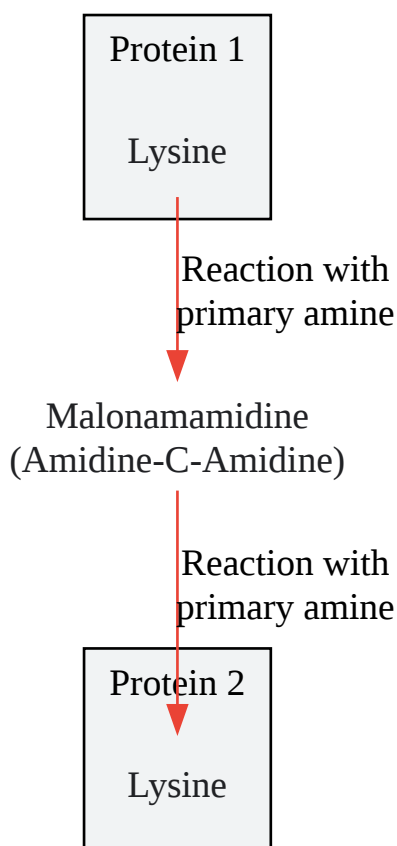 Protein 1
Lysine
Reaction with
primary amine
Malonamamidine
(Amidine-C-Amidine)
Reaction with
primary amine
Protein 2
Lysine